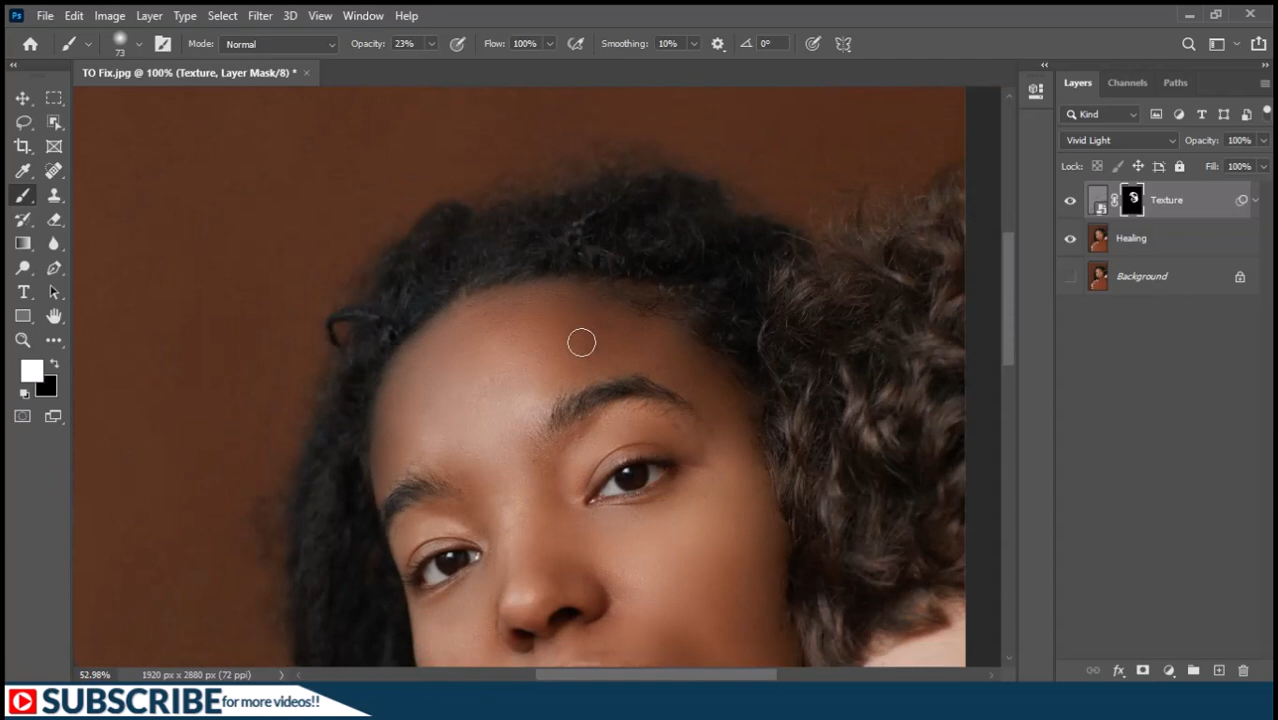 Ps File Edit Image Layer Type Select Filter 3D View Window Help
73 Mode: Normal Opacity: 23% Flow: 100% Smoothing: 10% 0°
TO Fix.jpg @ 100% (Texture, Layer Mask/8) *
Layers Channels Paths
Kind
Vivid Light Opacity: 100%
Lock: Fill: 100%
Texture
Healing
Background
52.98% 1920 px x 2880 px (72 ppi)
SUBSCRIBE for more videos!!